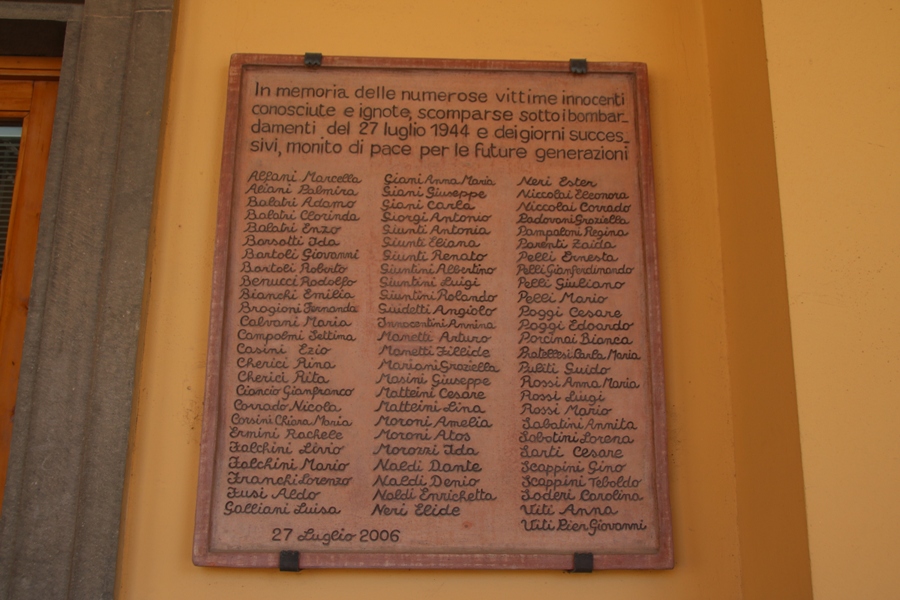 In memoria delle numerose vittime innocenti
conosciute e ignote, scomparse sotto i bombar-
damenti del 27 luglio 1944 e dei giorni succes-
sivi, monito di pace per le future generazioni
Alfani Marcella
Aliani Palmira
Balatri Adamo
Balatri Clorinda
Balatri Enzo
Barsotti Ida
Bartoli Giovanni
Bartoli Roberto
Benucci Rodolfo
Bianchi Emilia
Brogioni Fernanda
Calvani Maria
Campolmi Settina
Casini Ezio
Cherici Rina
Cherici Rita
Ciancio Gianfranco
Corrado Nicola
Corsini Chiara Maria
Ermini Rachele
Falchini Livio
Falchini Mario
Franchi Lorenzo
Fusi Aldo
Galliani Luisa
Giani Anna Maria
Giani Giuseppe
Giani Carla
Giorgi Antonio
Giunti Antonia
Giunti Eliana
Giunti Renato
Giuntini Albertino
Giuntini Luigi
Giuntini Rolando
Guidetti Angiolo
Innocentini Annina
Manetti Arturo
Manetti Fillide
Mariani Graziella
Masini Giuseppe
Matteini Cesare
Matteini Lina
Moroni Amelia
Moroni Atos
Morozzi Ida
Naldi Dante
Naldi Denio
Naldi Enrichetta
Neri Elide
Neri Ester
Niccolai Eleonora
Niccolai Corrado
Padovani Graziella
Pampaloni Regina
Parenti Zaida
Pelli Ernesta
Pelli Gianferdinando
Pelli Giuliano
Pelli Mario
Poggi Cesare
Poggi Edoardo
Porcinai Bianca
Pratellesi Carla Maria
Puliti Guido
Rossi Anna Maria
Rossi Luigi
Rossi Mario
Sabatini Annita
Sabatini Lorena
Sarti Cesare
Scappini Gino
Scappini Teboldo
Soderi Carolina
Viti Anna
Viti Pier Giovanni
27 Luglio 2006